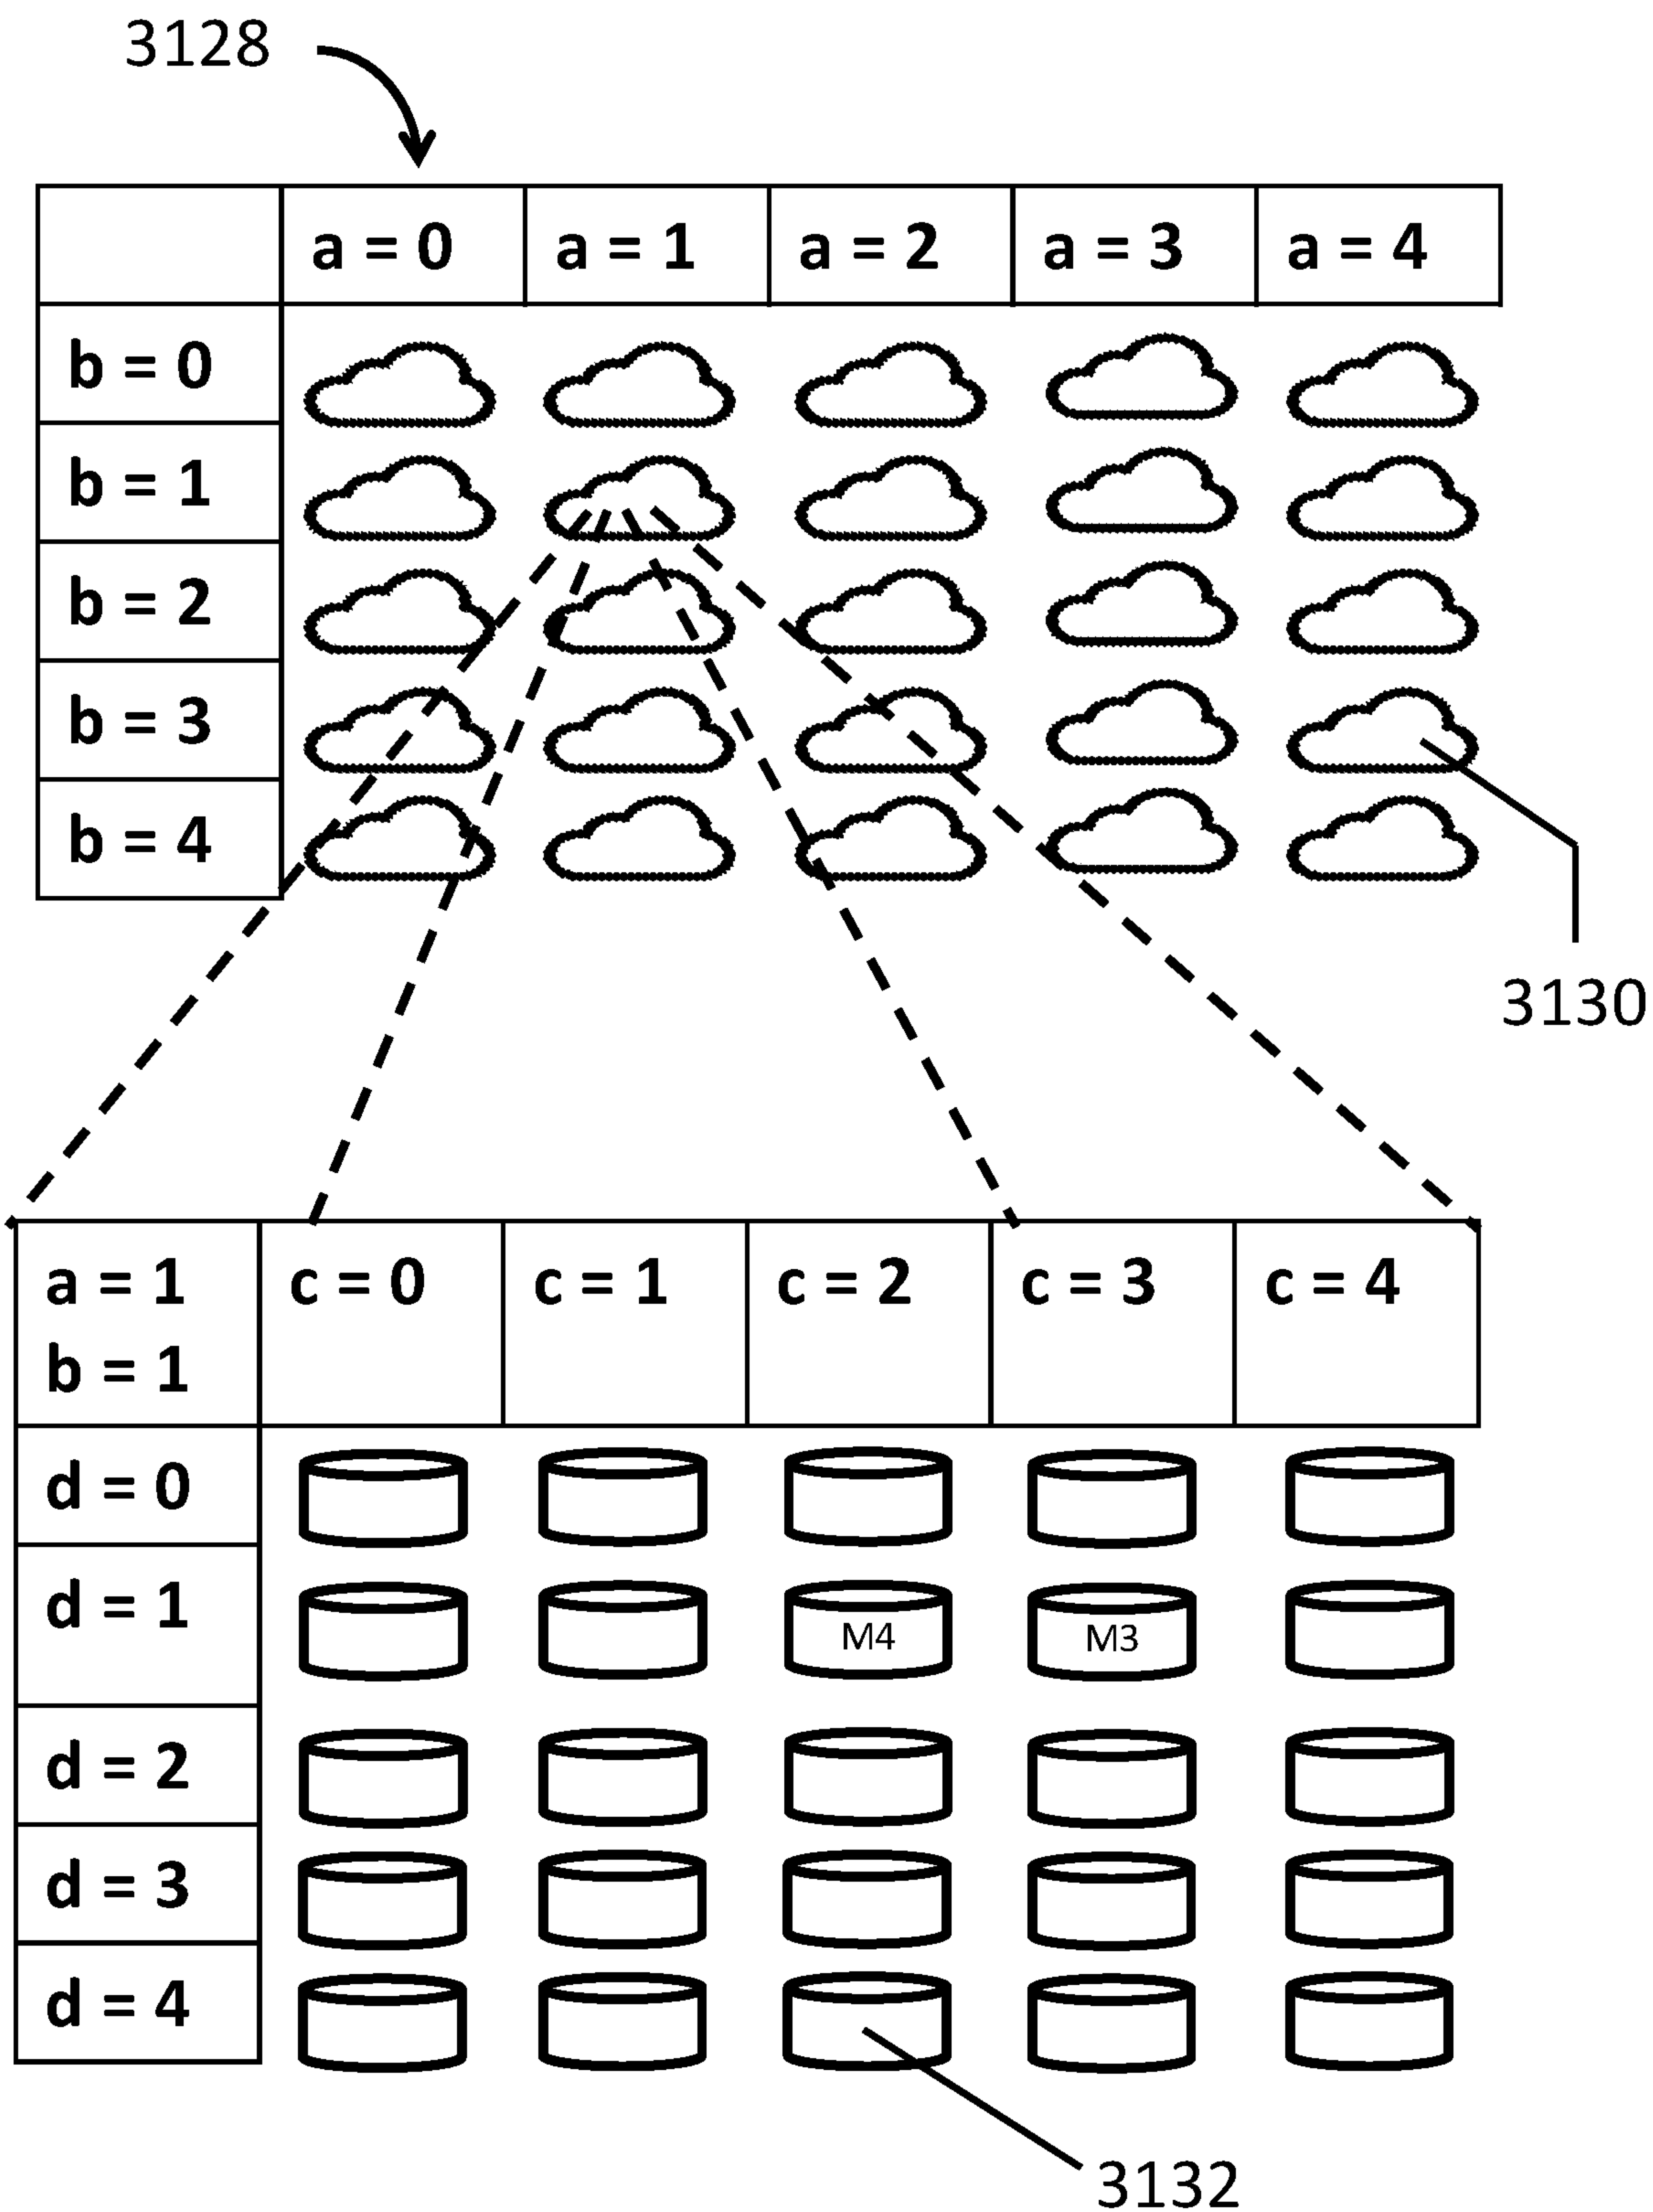 3128
a = 0 a = 1 a = 2 a = 3 a = 4
b = 0
b = 1
b = 2
b = 3
b = 4
3130
a = 1 c = 0 c = 1 c = 2 c = 3 c = 4
b = 1
d = 0
d = 1
M4 M3
d = 2
d = 3
d = 4
3132